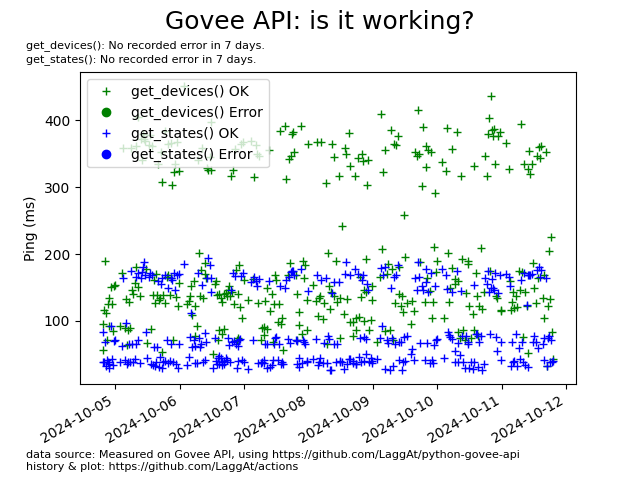 Govee API: is it working?
get_devices(): No recorded error in 7 days.
get_states(): No recorded error in 7 days.
get_devices() OK
get_devices() Error
get_states() OK
get_states() Error
400
300
200
100
Ping (ms)
2024-10-05
2024-10-06
2024-10-07
2024-10-08
2024-10-09
2024-10-10
2024-10-11
2024-10-12
data source: Measured on Govee API, using https://github.com/LaggAt/python-govee-api
history & plot: https://github.com/LaggAt/actions